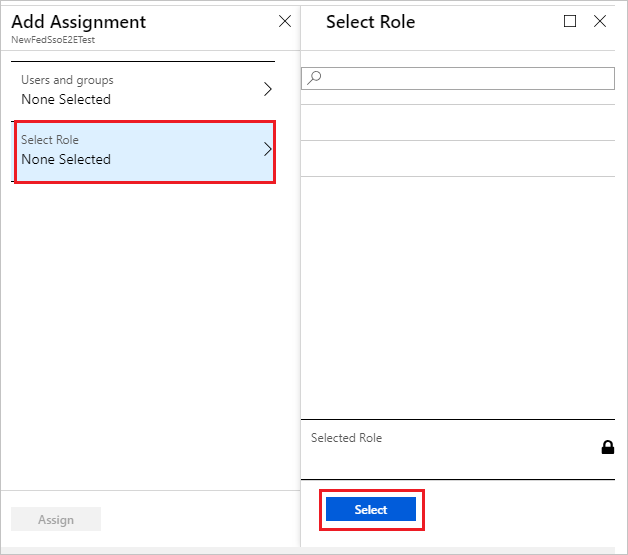 Add Assignment
NewFedSsoE2ETest
Users and groups
None Selected
Select Role
None Selected
Assign
Select Role
Selected Role
Select